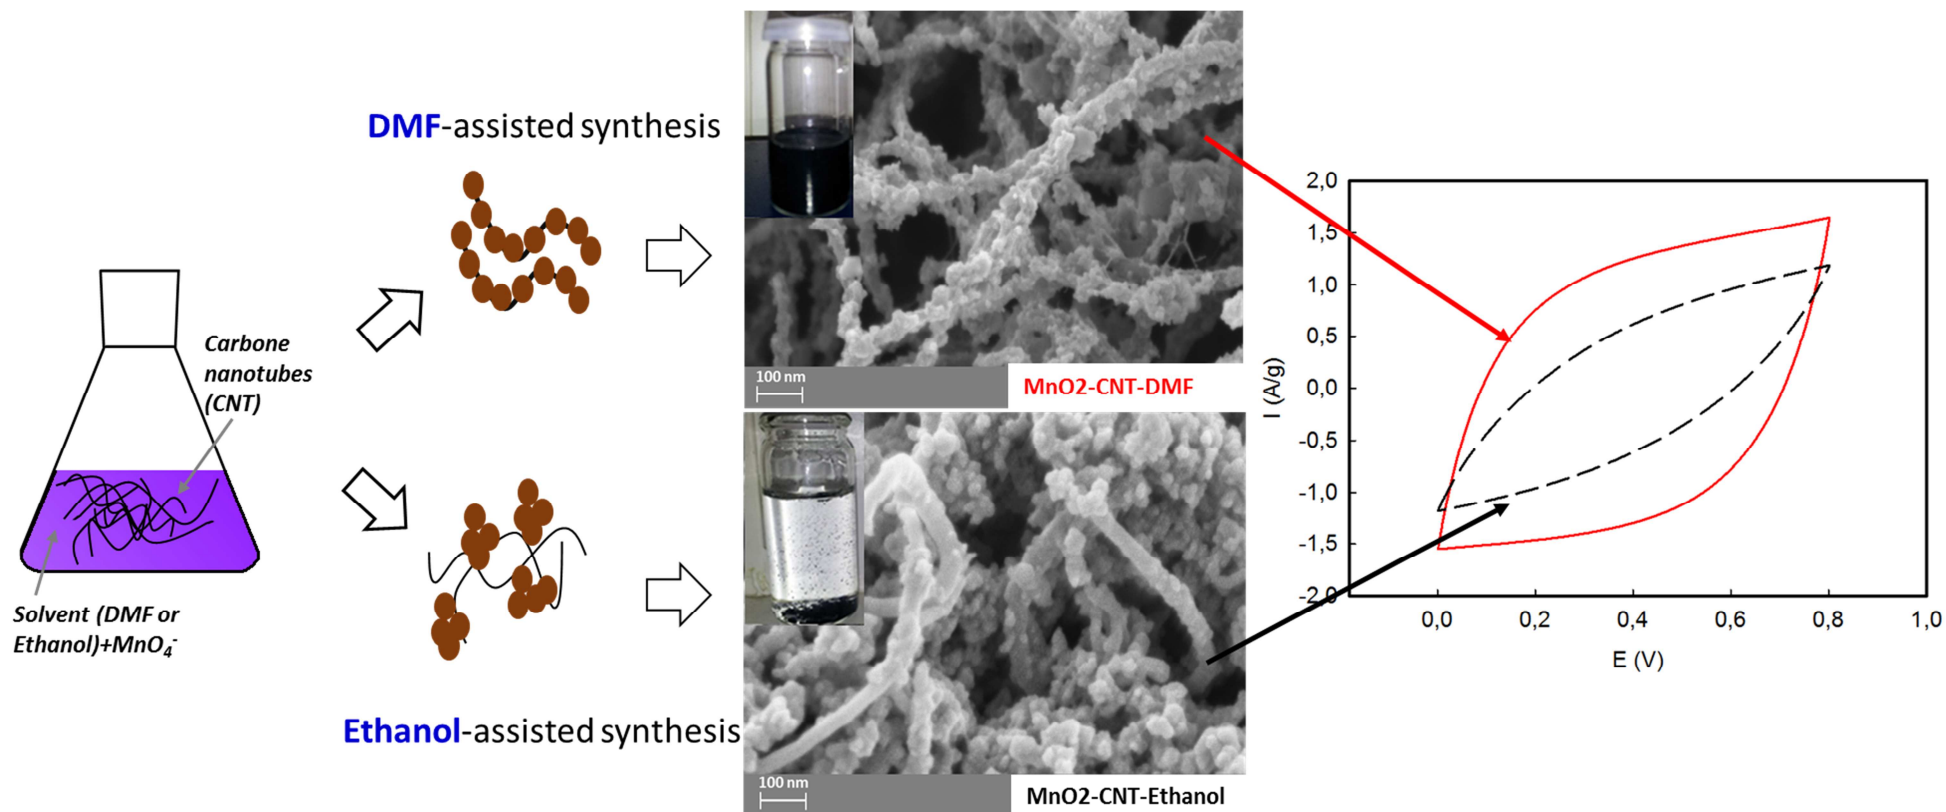 DMF-assisted synthesis
Carbone
nanotubes
(CNT)
Solvent (DMF or
Ethanol)+MnO4-
Ethanol-assisted synthesis
100 nm
MnO2-CNT-DMF
100 nm
MnO2-CNT-Ethanol
2,0
1,5
1,0
0,5
0,0
-0,5
-1,0
-1,5
-2,0
I (A/g)
0,0 0,2 0,4 0,6 0,8 1,0
E (V)